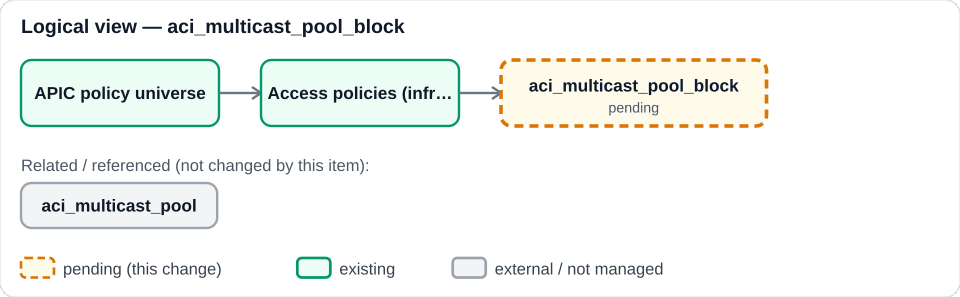 Logical view — aci_multicast_pool_block
APIC policy universe
Access policies (infr…
aci_multicast_pool_block
pending
Related / referenced (not changed by this item):
aci_multicast_pool
pending (this change)
existing
external / not managed